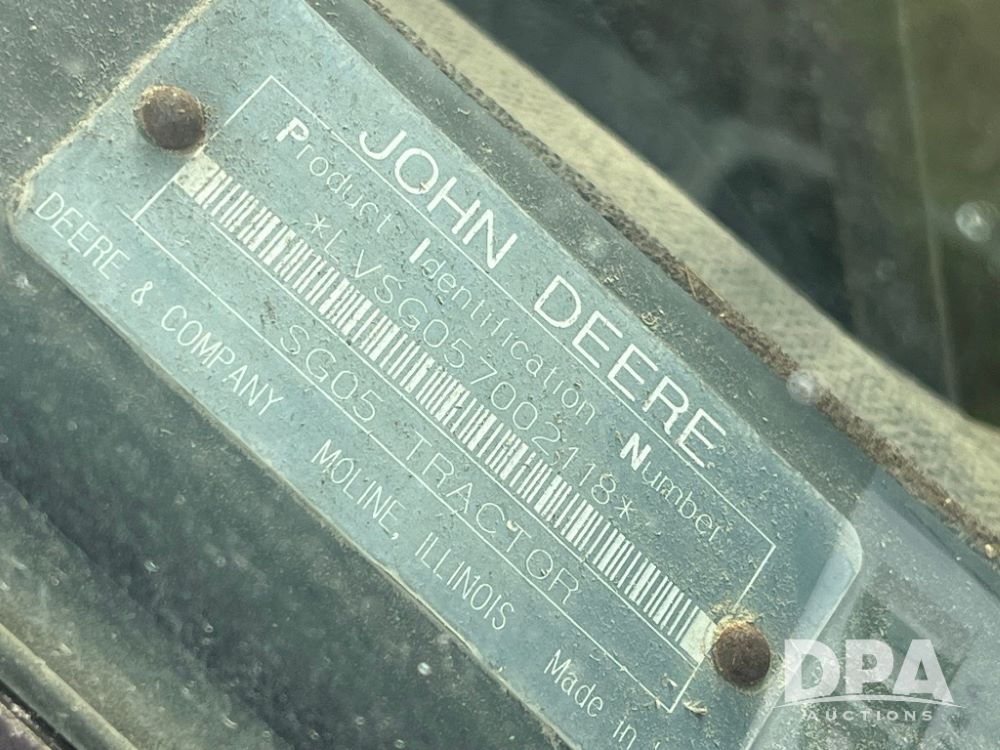 JOHN DEERE
Product Identification Number
*LVSG057002118*
SG05 TRACTOR
DEERE & COMPANY MOLINE, ILLINOIS Made in
DPA
AUCTIONS